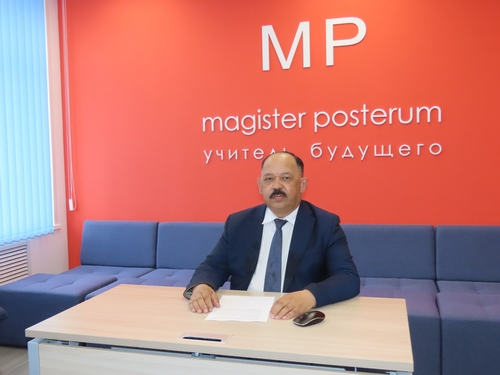 MP
magister posterum
учитель будущего